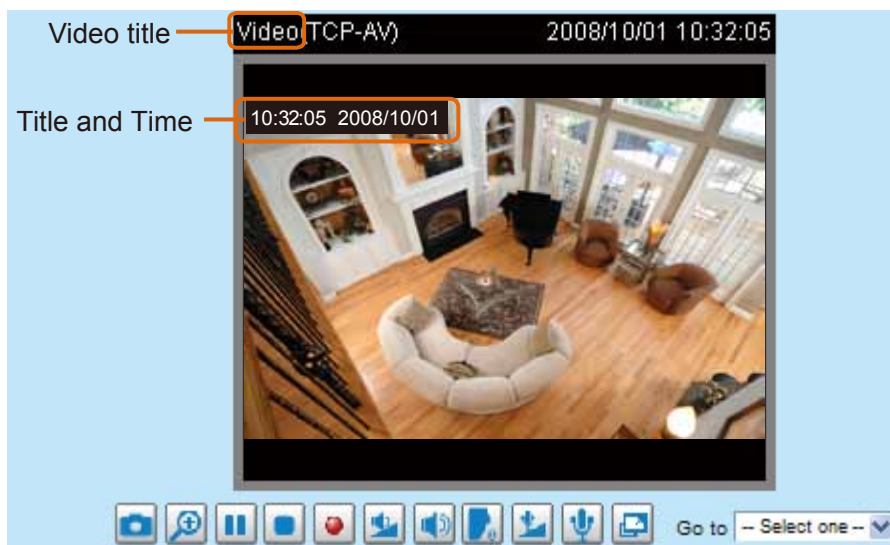 Video title
Video(TCP-AV) 2008/10/01 10:32:05
Title and Time
10:32:05 2008/10/01
Go to -- Select one --